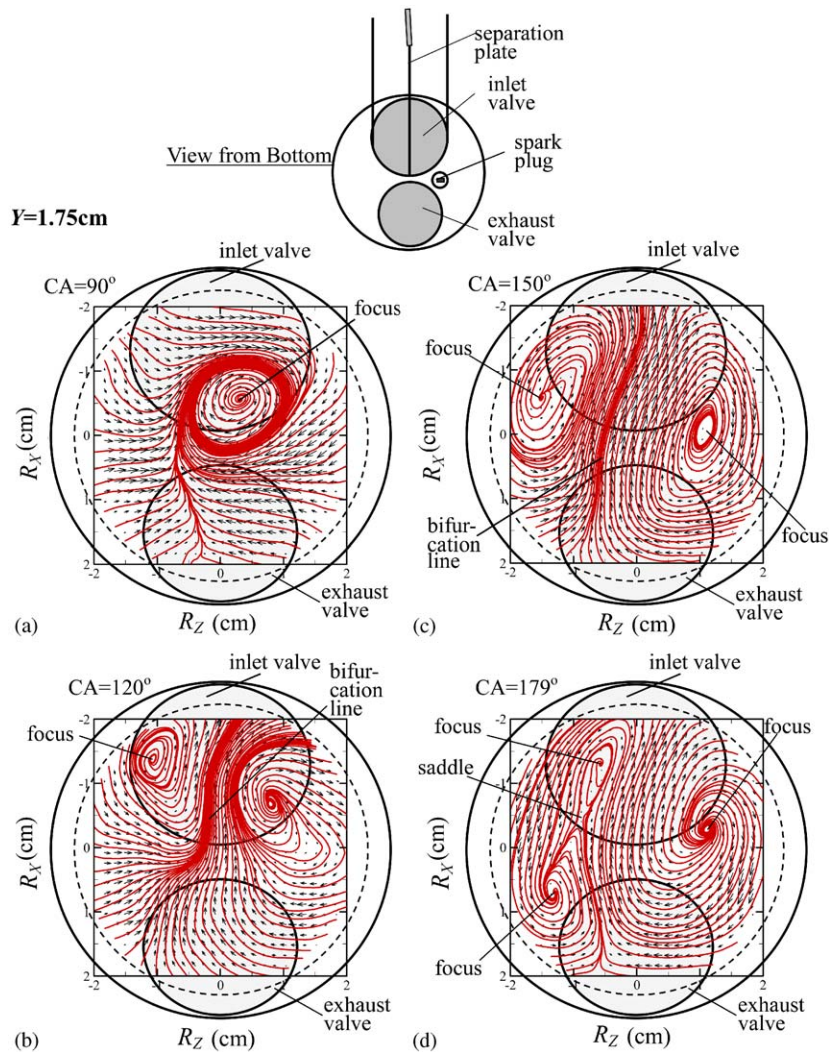 separation
plate
inlet
valve
View from Bottom
spark
plug
exhaust
valve
Y=1.75cm
inlet valve
CA=90°
focus
-2
-1
0
1
2
R_X (cm)
-2
-1
0
1
2
exhaust
valve
(a)
R_Z (cm)
inlet valve
CA=150°
focus
-2
-1
0
1
2
R_X (cm)
bifur-
cation
line
focus
-2
-1
0
1
2
exhaust
valve
(c)
R_Z (cm)
inlet valve
bifur-
cation
line
CA=120°
focus
-2
-1
0
1
2
R_X (cm)
-2
-1
0
1
2
exhaust
valve
(b)
R_Z (cm)
inlet valve
CA=179°
focus
focus
saddle
-2
-1
0
1
2
R_X (cm)
focus
-2
-1
0
1
2
exhaust
valve
(d)
R_Z (cm)